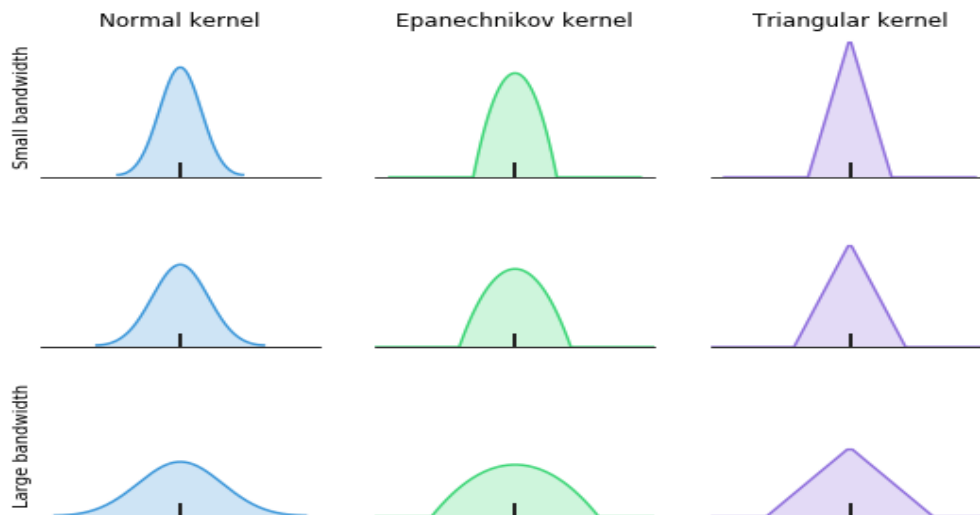 Normal kernel
Epanechnikov kernel
Triangular kernel
Small bandwidth
Large bandwidth